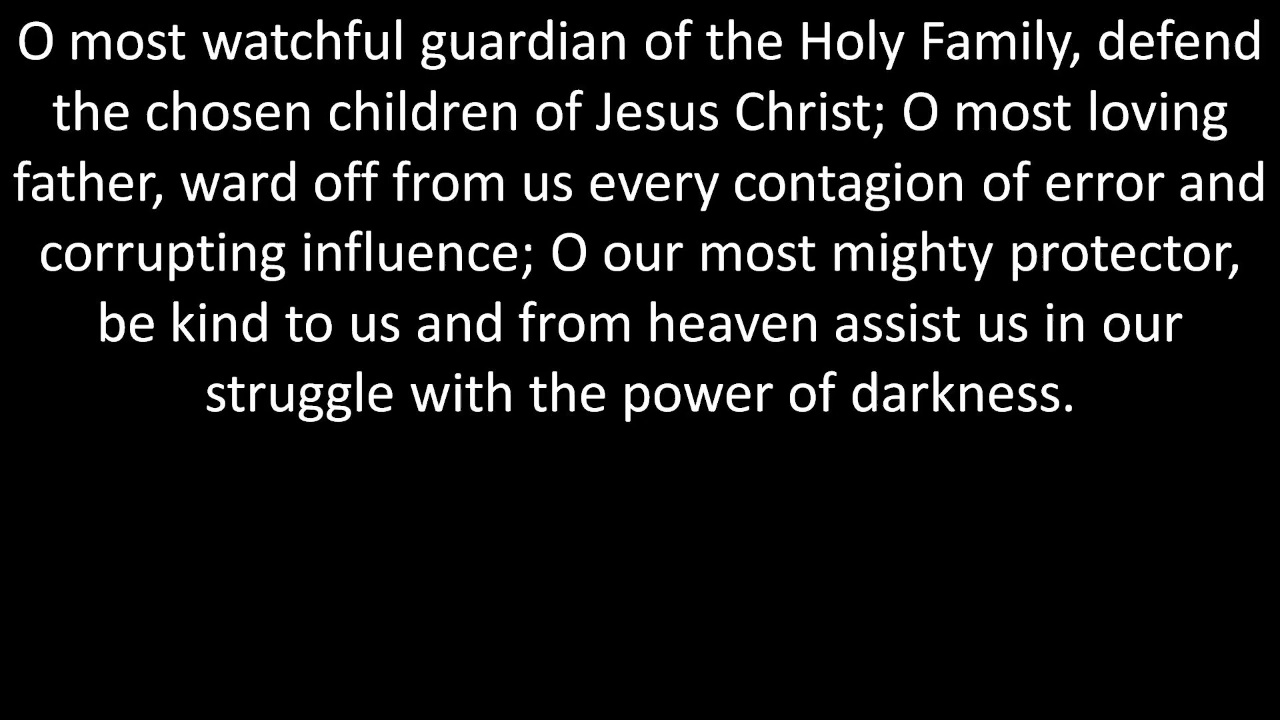 O most watchful guardian of the Holy Family, defend
the chosen children of Jesus Christ; O most loving
father, ward off from us every contagion of error and
corrupting influence; O our most mighty protector,
be kind to us and from heaven assist us in our
struggle with the power of darkness.